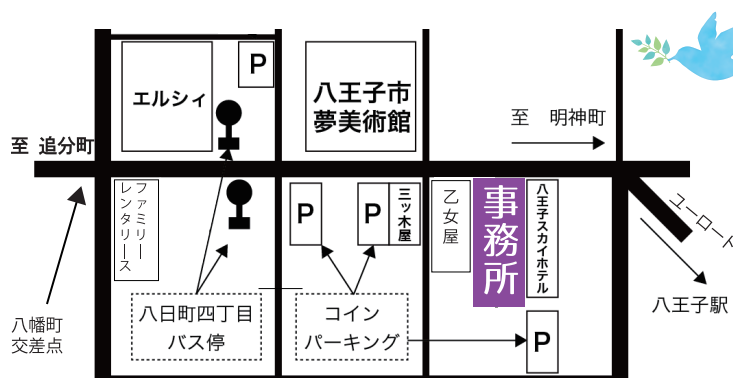 P
エルシィ
八王子市
夢美術館
至　明神町
至 追分町
ファミリー
レンタリース
P
P
三ッ木屋
乙女屋
事務所
八王子スカイホテル
ユーロード
八王子駅
八幡町
交差点
八日町四丁目
バス停
コイン
パーキング
P